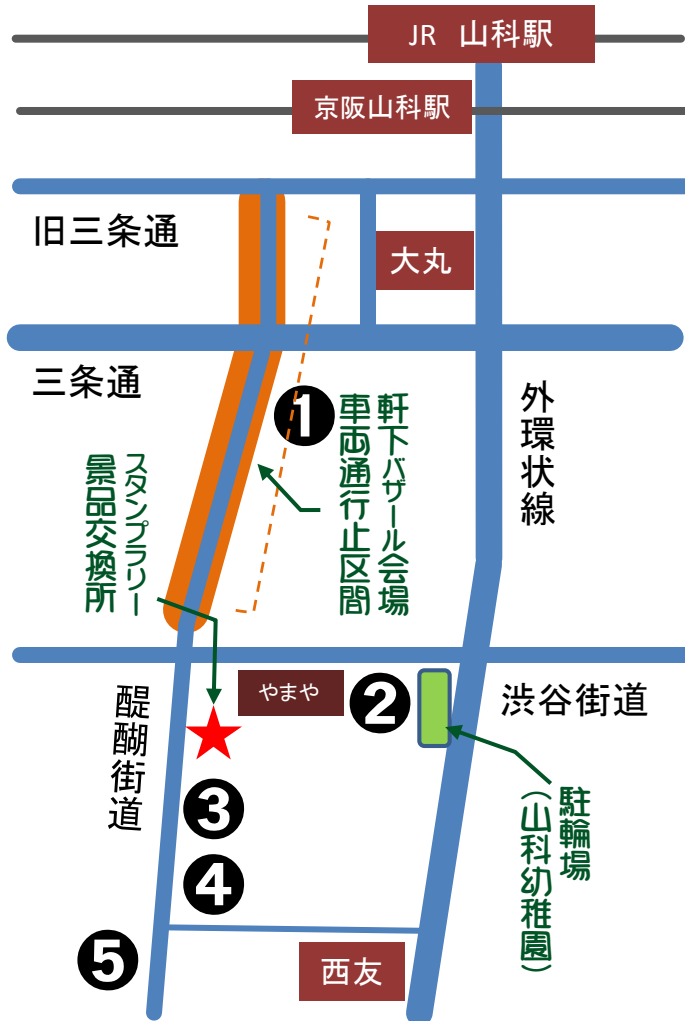 JR 山科駅
京阪山科駅
旧三条通
大丸
三条通
1
軒下バザール会場
車両通行止区間
外環状線
スタンプラリー
景品交換所
やまや
2
渋谷街道
醍醐街道
3
駐輪場
(山科幼稚園)
4
5
西友